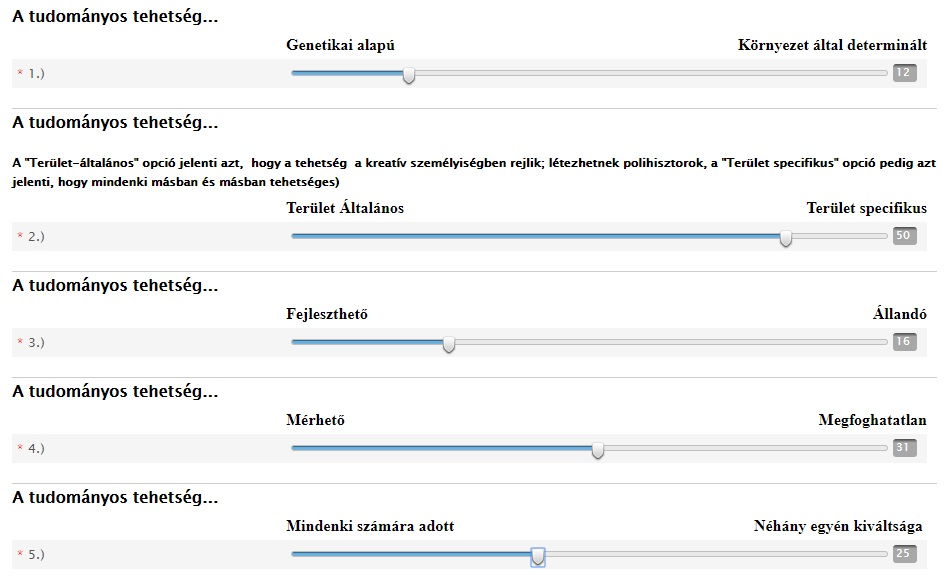 A tudományos tehetség...
Genetikai alapú Környezet által determinált
* 1.) 12
A tudományos tehetség...
A "Terület-általános" opció jelenti azt, hogy a tehetség a kreatív személyiségben rejlik; létezhetnek polihisztorok, a "Terület specifikus" opció pedig azt
jelenti, hogy mindenki másban és másban tehetséges)
Terület Általános Terület specifikus
* 2.) 50
A tudományos tehetség...
Fejleszthető Állandó
* 3.) 16
A tudományos tehetség...
Mérhető Megfoghatatlan
* 4.) 31
A tudományos tehetség...
Mindenki számára adott Néhány egyén kiváltsága
* 5.) 25